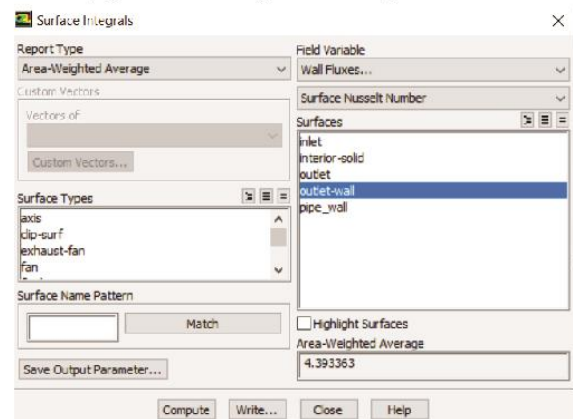 Surface Integrals
Report Type
Area-Weighted Average
Custom Vectors
Vectors of
Custom Vectors...
Surface Types
axis
clip-surf
exhaust-fan
fan
Surface Name Pattern
Match
Save Output Parameter...
Field Variable
Wall Fluxes...
Surface Nusselt Number
Surfaces
inlet
interior-solid
outlet
outlet-wall
pipe_wall
Highlight Surfaces
Area-Weighted Average
4.393363
Compute Write... Close Help